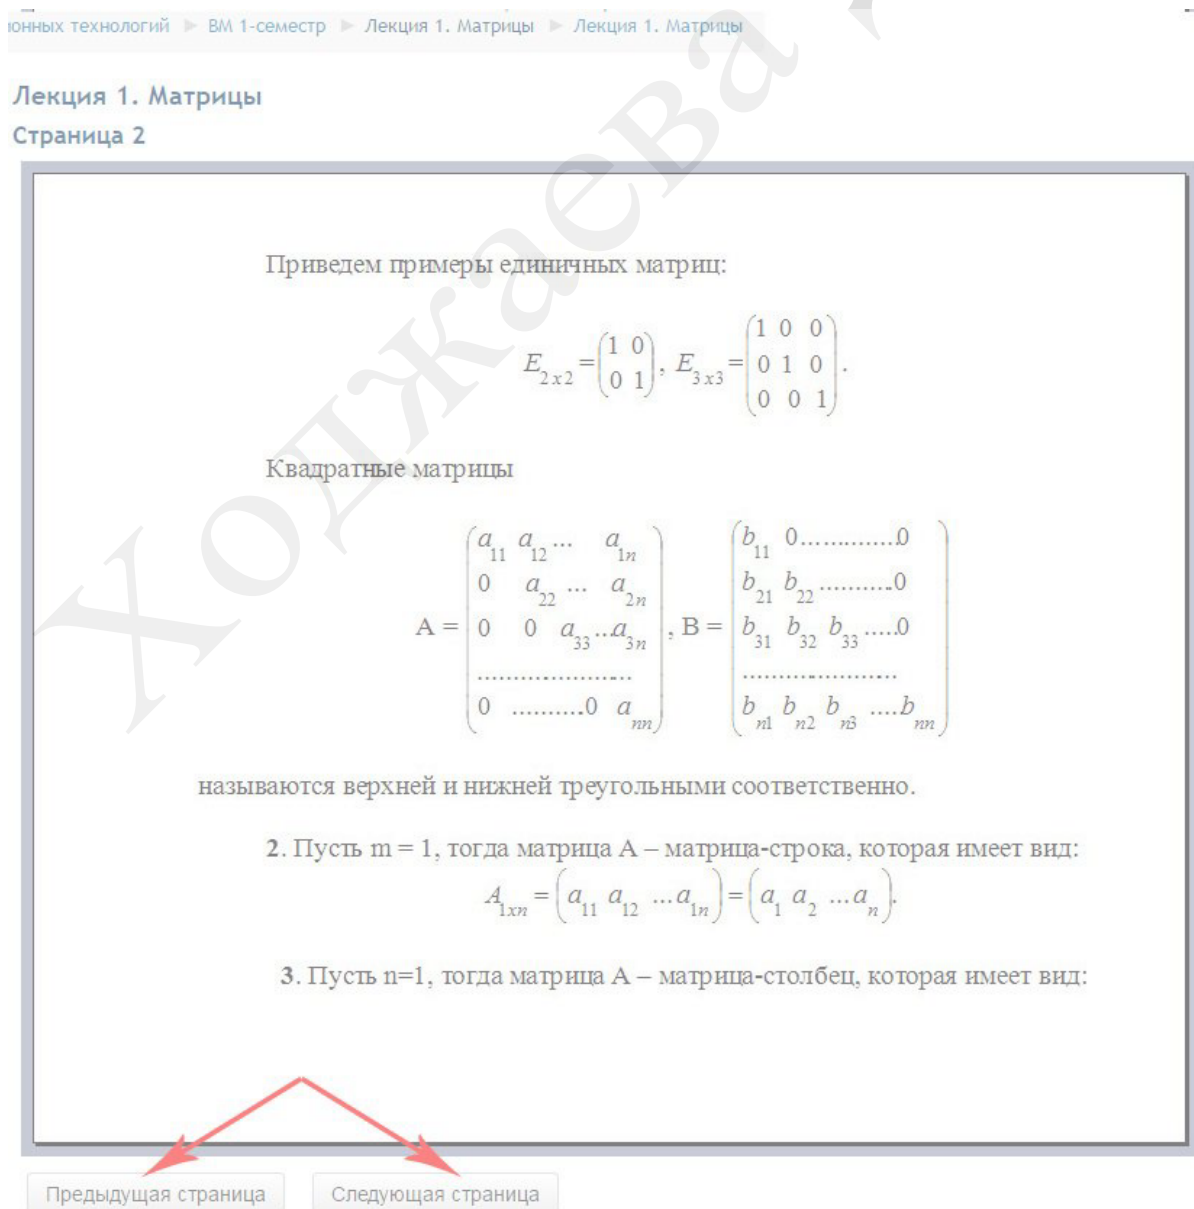 ионных технологий ► ВМ 1-семестр ► Лекция 1. Матрицы ► Лекция 1. Матрицы
Лекция 1. Матрицы
Страница 2
Приведем примеры единичных матриц:
E 2x2 = (1 0
0 1), E 3x3 = (1 0 0
0 1 0
0 0 1).
Квадратные матрицы
A = (a11 a12 ... a1n
0 a22 ... a2n
0 0 a33 ...a3n
......................
0 ..........0 ann)
, B = (b11 0..............0
b21 b22 ...........0
b31 b32 b33 .....0
......................
bn1 bn2 bn3 ....bnn)
называются верхней и нижней треугольными соответственно.
2. Пусть m = 1, тогда матрица А – матрица-строка, которая имеет вид:
A1xn = (a11 a12 ...a1n) = (a1 a2 ...an).
3. Пусть n=1, тогда матрица А – матрица-столбец, которая имеет вид:
Предыдущая страница Следующая страница
Ходжаева